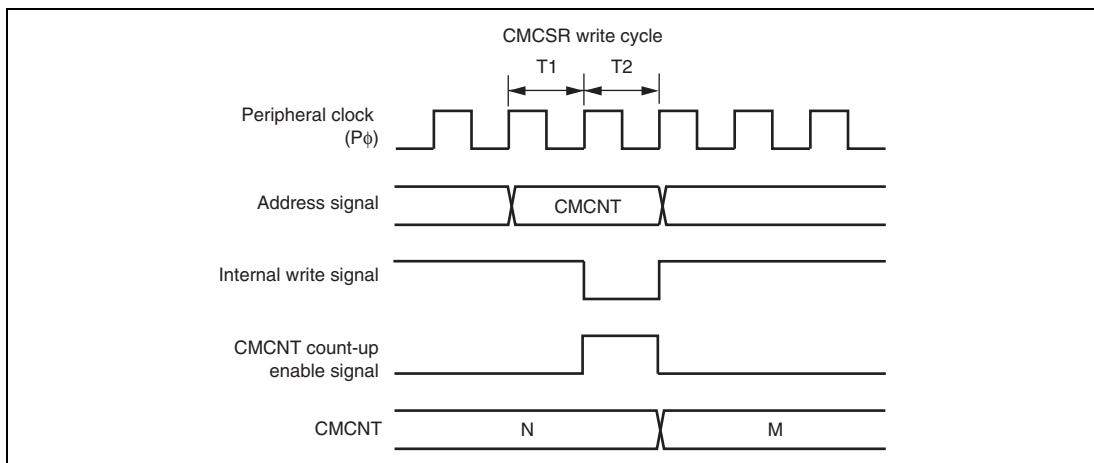 CMCSR write cycle
T1 T2
Peripheral clock
(Pϕ)
Address signal CMCNT
Internal write signal
CMCNT count-up
enable signal
CMCNT N M